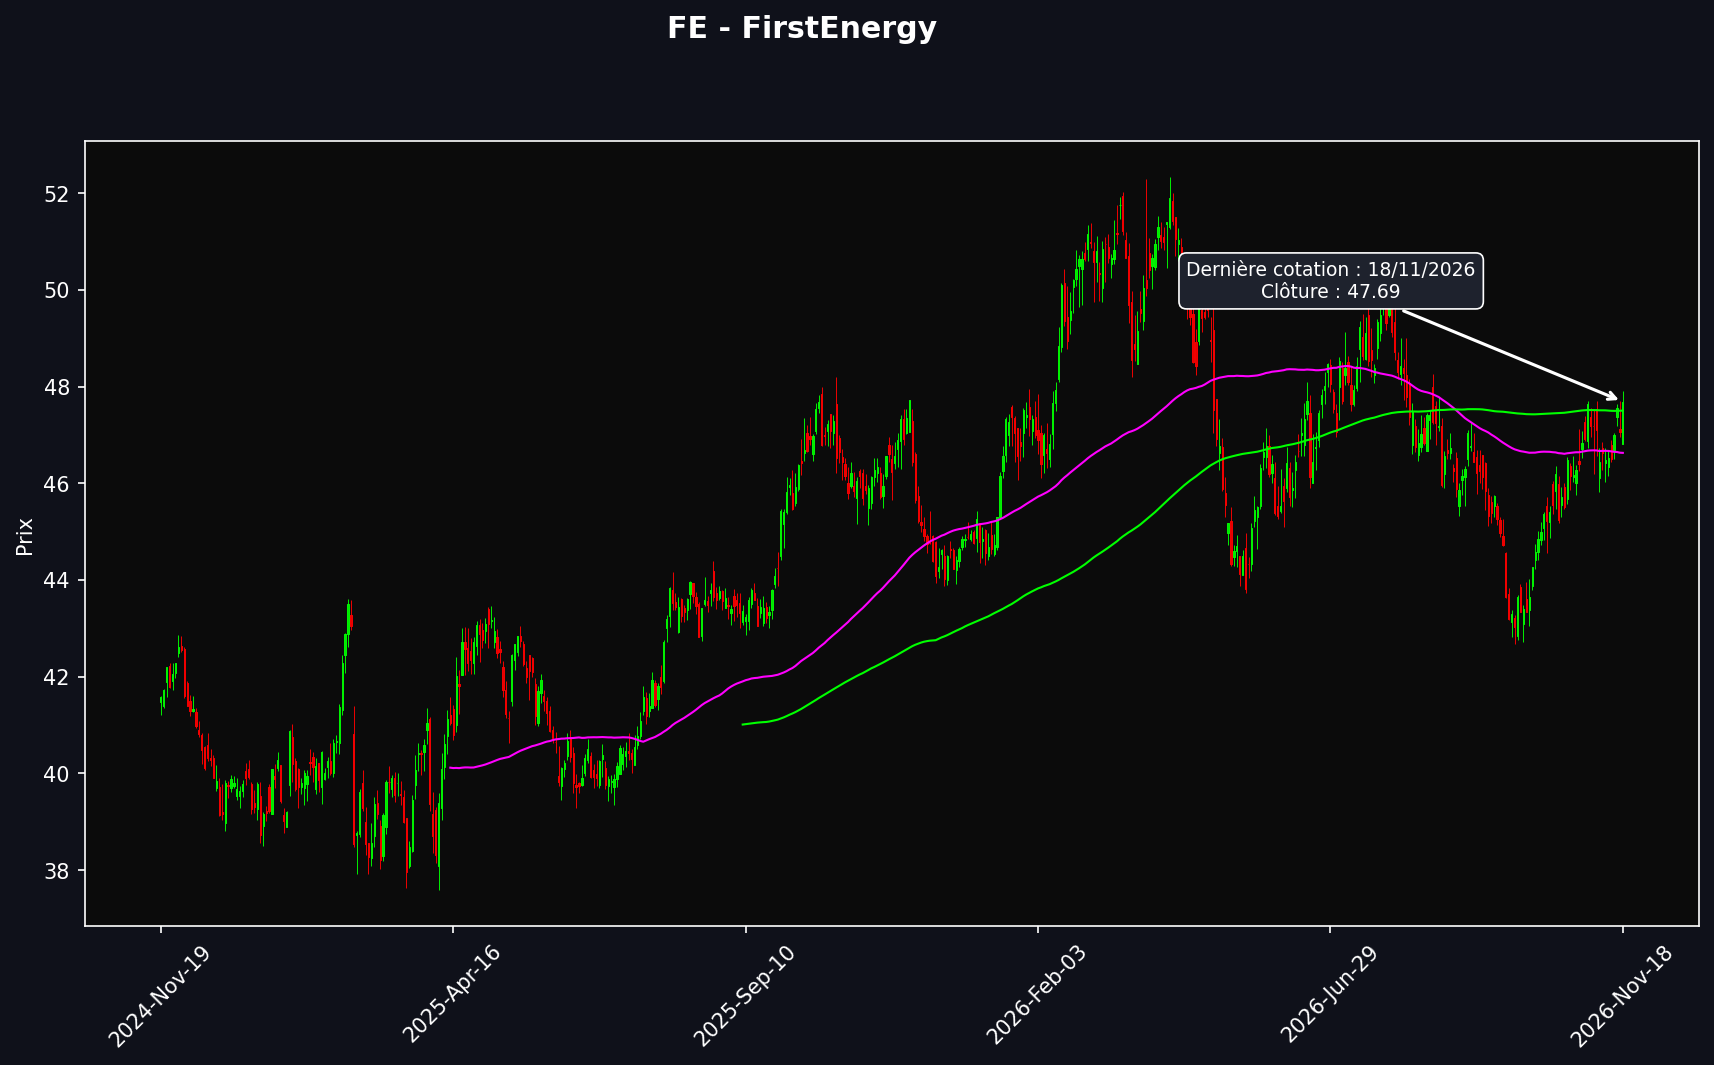 FE - FirstEnergy
Dernière cotation : 18/11/2026
Clôture : 47.69
Prix
52
50
48
46
44
42
40
38
2024-Nov-19
2025-Apr-16
2025-Sep-10
2026-Feb-03
2026-Jun-29
2026-Nov-18